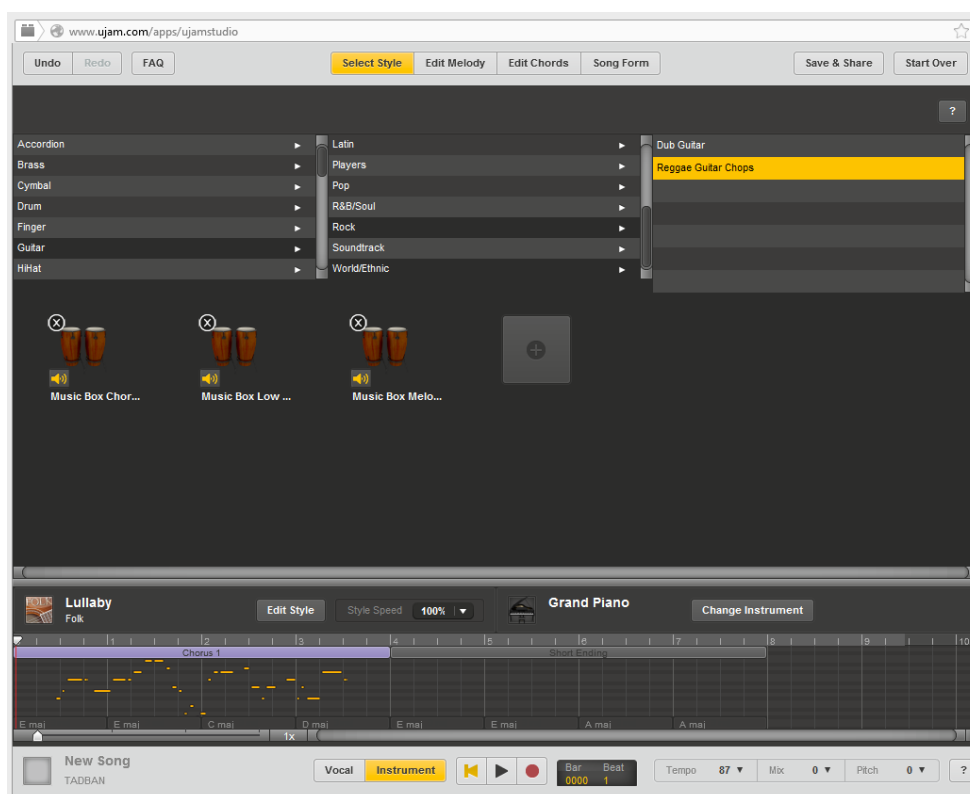 www.ujam.com/apps/ujamstudio
Undo Redo FAQ Select Style Edit Melody Edit Chords Song Form Save & Share Start Over
?
Accordion Latin Dub Guitar
Brass Players Reggae Guitar Chops
Cymbal Pop
Drum R&B/Soul
Finger Rock
Guitar Soundtrack
HiHat World/Ethnic
X X X
Music Box Chor... Music Box Low ... Music Box Melo...
FOLK Lullaby Edit Style Style Speed 100% Grand Piano Change Instrument
Folk
1 2 3 4 5 6 7 8 9 10
Chorus 1 Short Ending
E maj E maj C maj D maj E maj E maj A maj A maj
1x
New Song
TADBAN
Vocal Instrument Bar Beat Tempo 87 Mix 0 Pitch 0 ?
0000 1